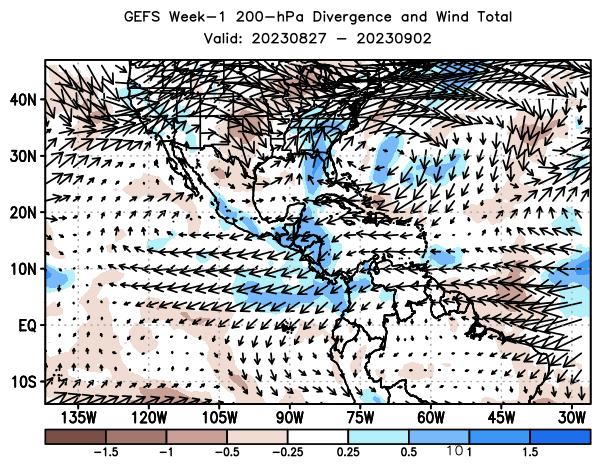 GEFS Week-1 200-hPa Divergence and Wind Total
Valid: 20230827 - 20230902
40N
30N
20N
10N
EQ
10S
135W 120W 105W 90W 75W 60W 45W 30W
-1.5 -1 -0.5 -0.25 0.25 0.5 10 1 1.5